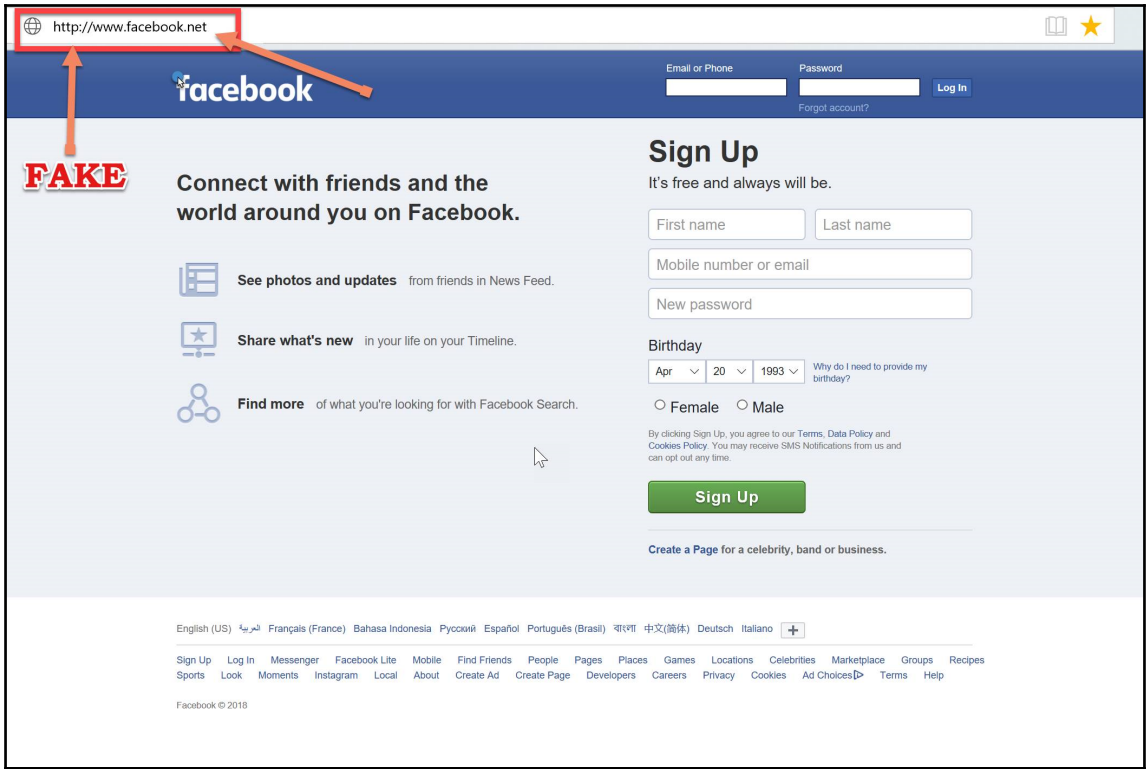 http://www.facebook.net
facebook
Email or Phone
Password
Log In
Forgot account?
FAKE
Connect with friends and the
world around you on Facebook.
See photos and updates from friends in News Feed.
Share what's new in your life on your Timeline.
Find more of what you're looking for with Facebook Search.
Sign Up
It's free and always will be.
First name
Last name
Mobile number or email
New password
Birthday
Apr 20 1993
Why do I need to provide my
birthday?
Female Male
By clicking Sign Up, you agree to our Terms, Data Policy and
Cookies Policy. You may receive SMS Notifications from us and
can opt out any time.
Sign Up
Create a Page for a celebrity, band or business.
English (US) العربية Français (France) Bahasa Indonesia Русский Español Português (Brasil) বাংলা 中文(简体) Deutsch Italiano
Sign Up Log In Messenger Facebook Lite Mobile Find Friends People Pages Places Games Locations Celebrities Marketplace Groups Recipes
Sports Look Moments Instagram Local About Create Ad Create Page Developers Careers Privacy Cookies Ad Choices Terms Help
Facebook © 2018